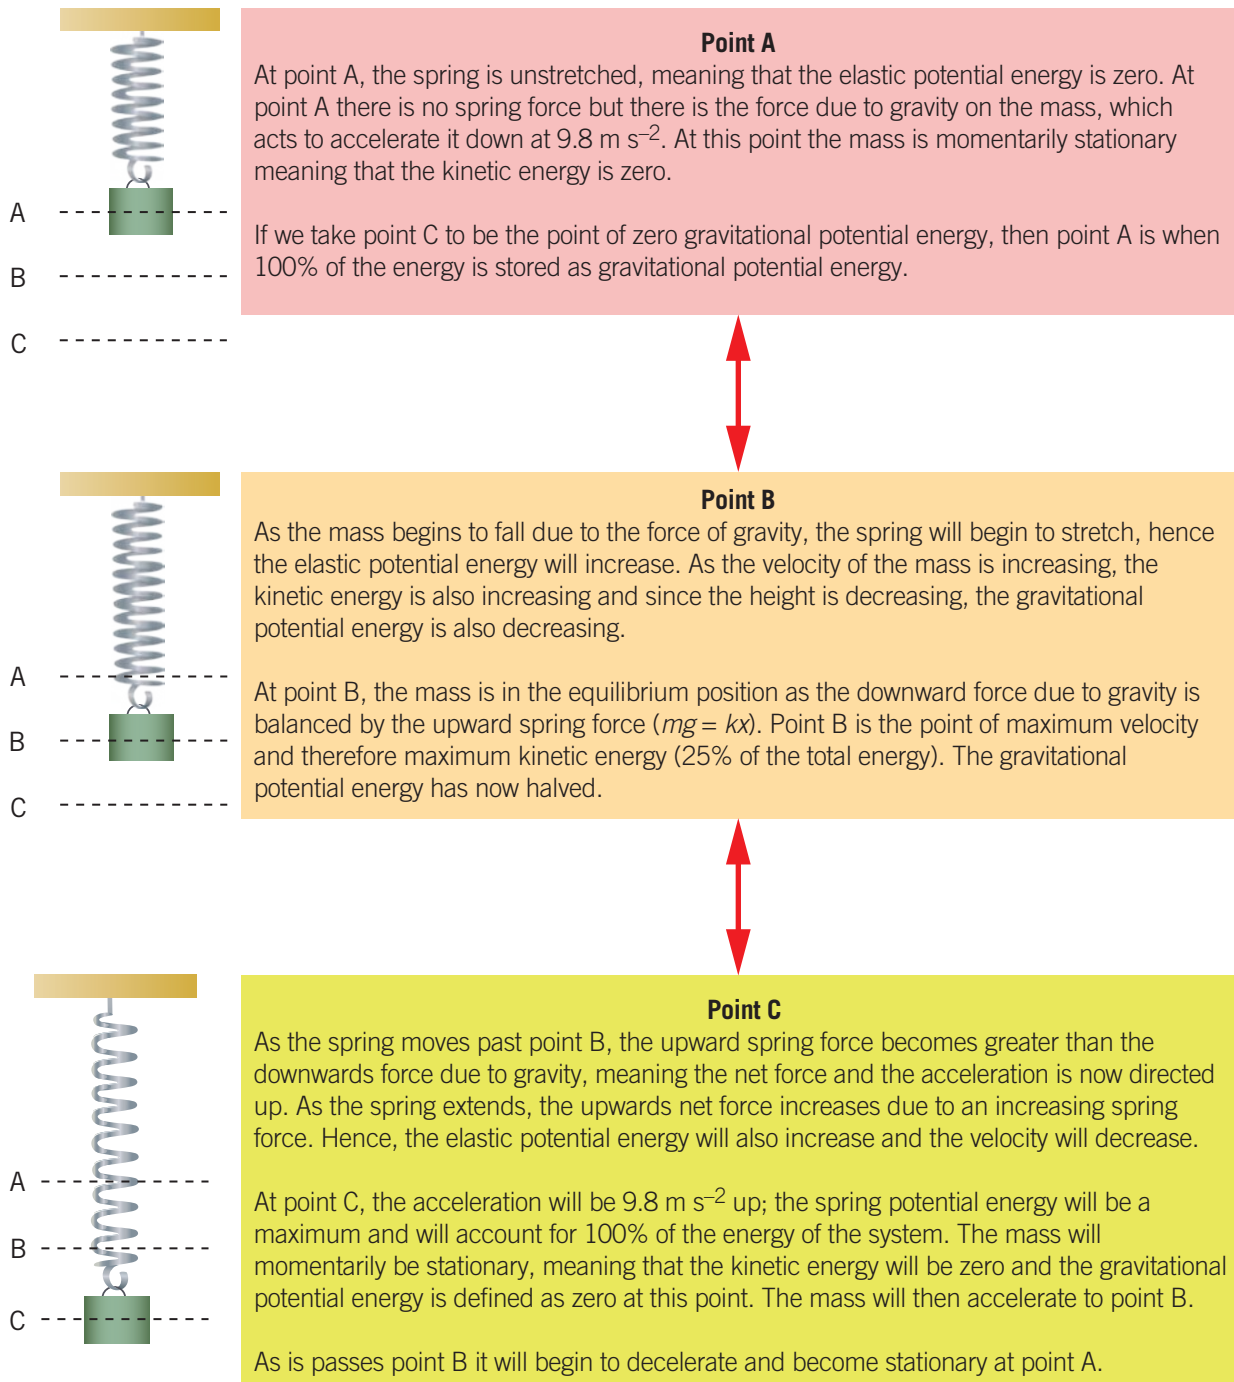 Point A
At point A, the spring is unstretched, meaning that the elastic potential energy is zero. At
point A there is no spring force but there is the force due to gravity on the mass, which
acts to accelerate it down at 9.8 m s⁻². At this point the mass is momentarily stationary
meaning that the kinetic energy is zero.
If we take point C to be the point of zero gravitational potential energy, then point A is when
100% of the energy is stored as gravitational potential energy.
A
B
C
Point B
As the mass begins to fall due to the force of gravity, the spring will begin to stretch, hence
the elastic potential energy will increase. As the velocity of the mass is increasing, the
kinetic energy is also increasing and since the height is decreasing, the gravitational
potential energy is also decreasing.
At point B, the mass is in the equilibrium position as the downward force due to gravity is
balanced by the upward spring force (mg = kx). Point B is the point of maximum velocity
and therefore maximum kinetic energy (25% of the total energy). The gravitational
potential energy has now halved.
A
B
C
Point C
As the spring moves past point B, the upward spring force becomes greater than the
downwards force due to gravity, meaning the net force and the acceleration is now directed
up. As the spring extends, the upwards net force increases due to an increasing spring
force. Hence, the elastic potential energy will also increase and the velocity will decrease.
At point C, the acceleration will be 9.8 m s⁻² up; the spring potential energy will be a
maximum and will account for 100% of the energy of the system. The mass will
momentarily be stationary, meaning that the kinetic energy will be zero and the gravitational
potential energy is defined as zero at this point. The mass will then accelerate to point B.
As is passes point B it will begin to decelerate and become stationary at point A.
A
B
C